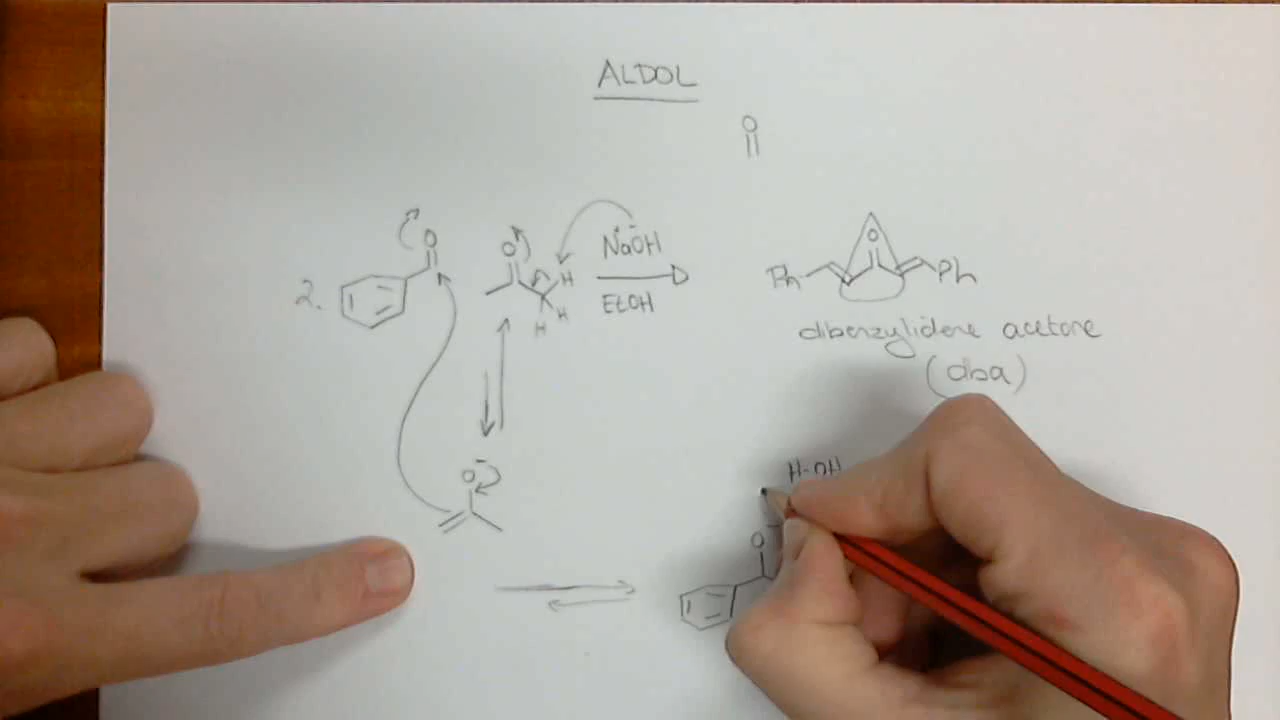 ALDOL
O
O
O H NaOH
2. H H EtOH
O
Ph Ph
dibenzylidene acetone
(dba)
O-
H-OH
O